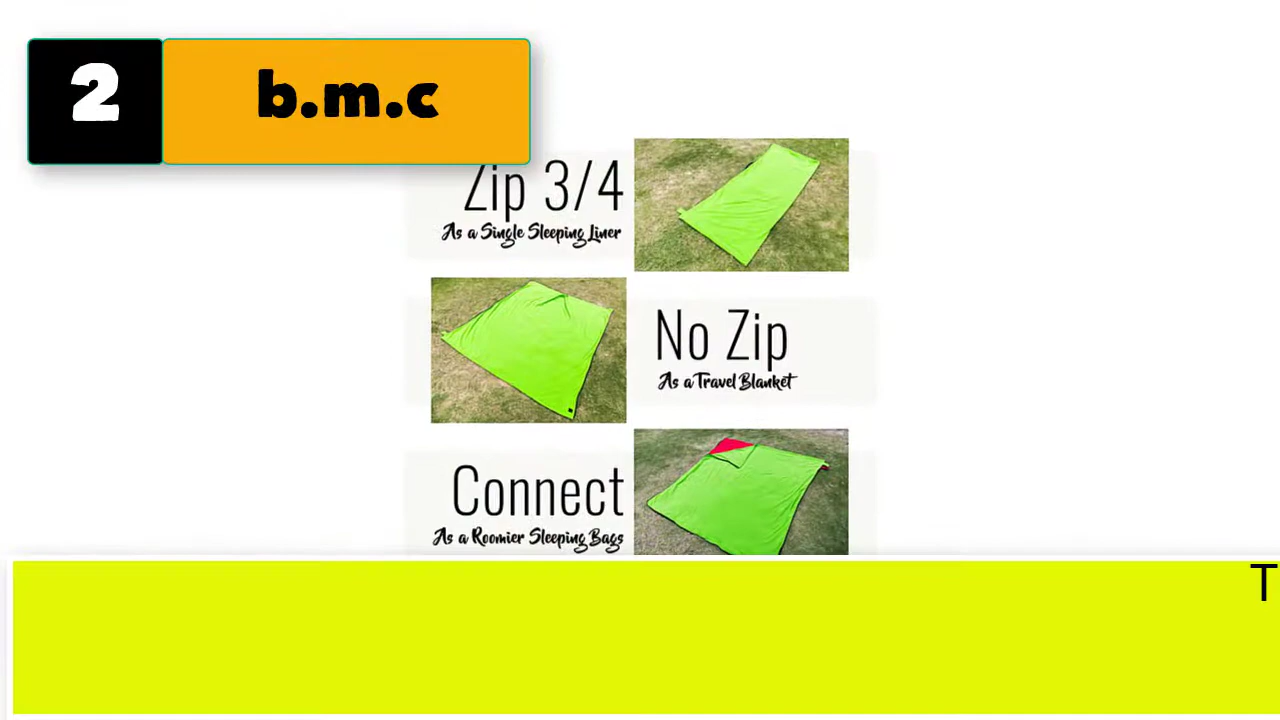 2 b.m.c
Zip 3/4
As a Single Sleeping Liner
No Zip
As a Travel Blanket
Connect
As a Roomier Sleeping Bags
T